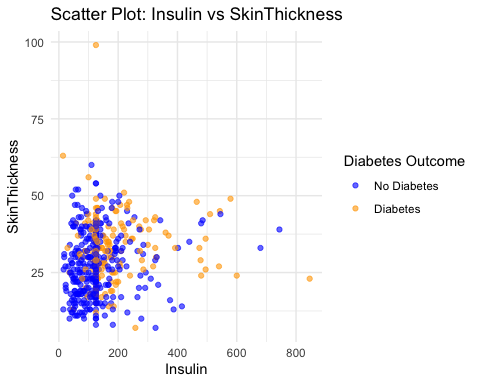 Scatter Plot: Insulin vs SkinThickness
100
75
50
25
SkinThickness
0
200
400
600
800
Insulin
Diabetes Outcome
No Diabetes
Diabetes